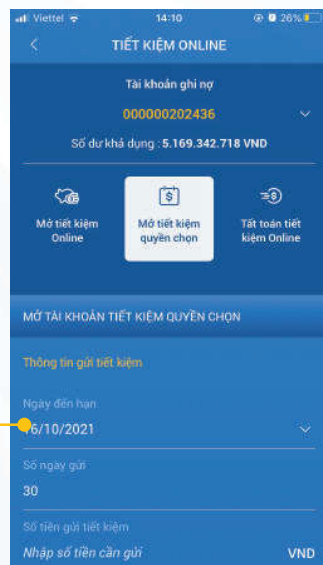 Viettel 14:10 26%
TIẾT KIỆM ONLINE
Tài khoản ghi nợ
000000202436
Số dư khả dụng : 5.169.342.718 VND
Mở tiết kiệm Online
Mở tiết kiệm quyền chọn
Tất toán tiết kiệm Online
MỞ TÀI KHOẢN TIẾT KIỆM QUYỀN CHỌN
Thông tin gửi tiết kiệm
Ngày đến hạn
16/10/2021
Số ngày gửi
30
Số tiền gửi tiết kiệm
Nhập số tiền cần gửi VND